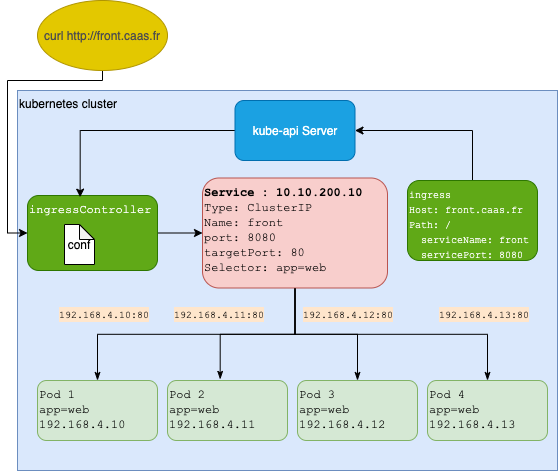 curl http://front.caas.fr
kubernetes cluster
kube-api Server
ingressController
conf
Service : 10.10.200.10
Type: ClusterIP
Name: front
port: 8080
targetPort: 80
Selector: app=web
ingress
Host: front.caas.fr
Path: /
serviceName: front
servicePort: 8080
192.168.4.10:80
192.168.4.11:80
192.168.4.12:80
192.168.4.13:80
Pod 1
app=web
192.168.4.10
Pod 2
app=web
192.168.4.11
Pod 3
app=web
192.168.4.12
Pod 4
app=web
192.168.4.13